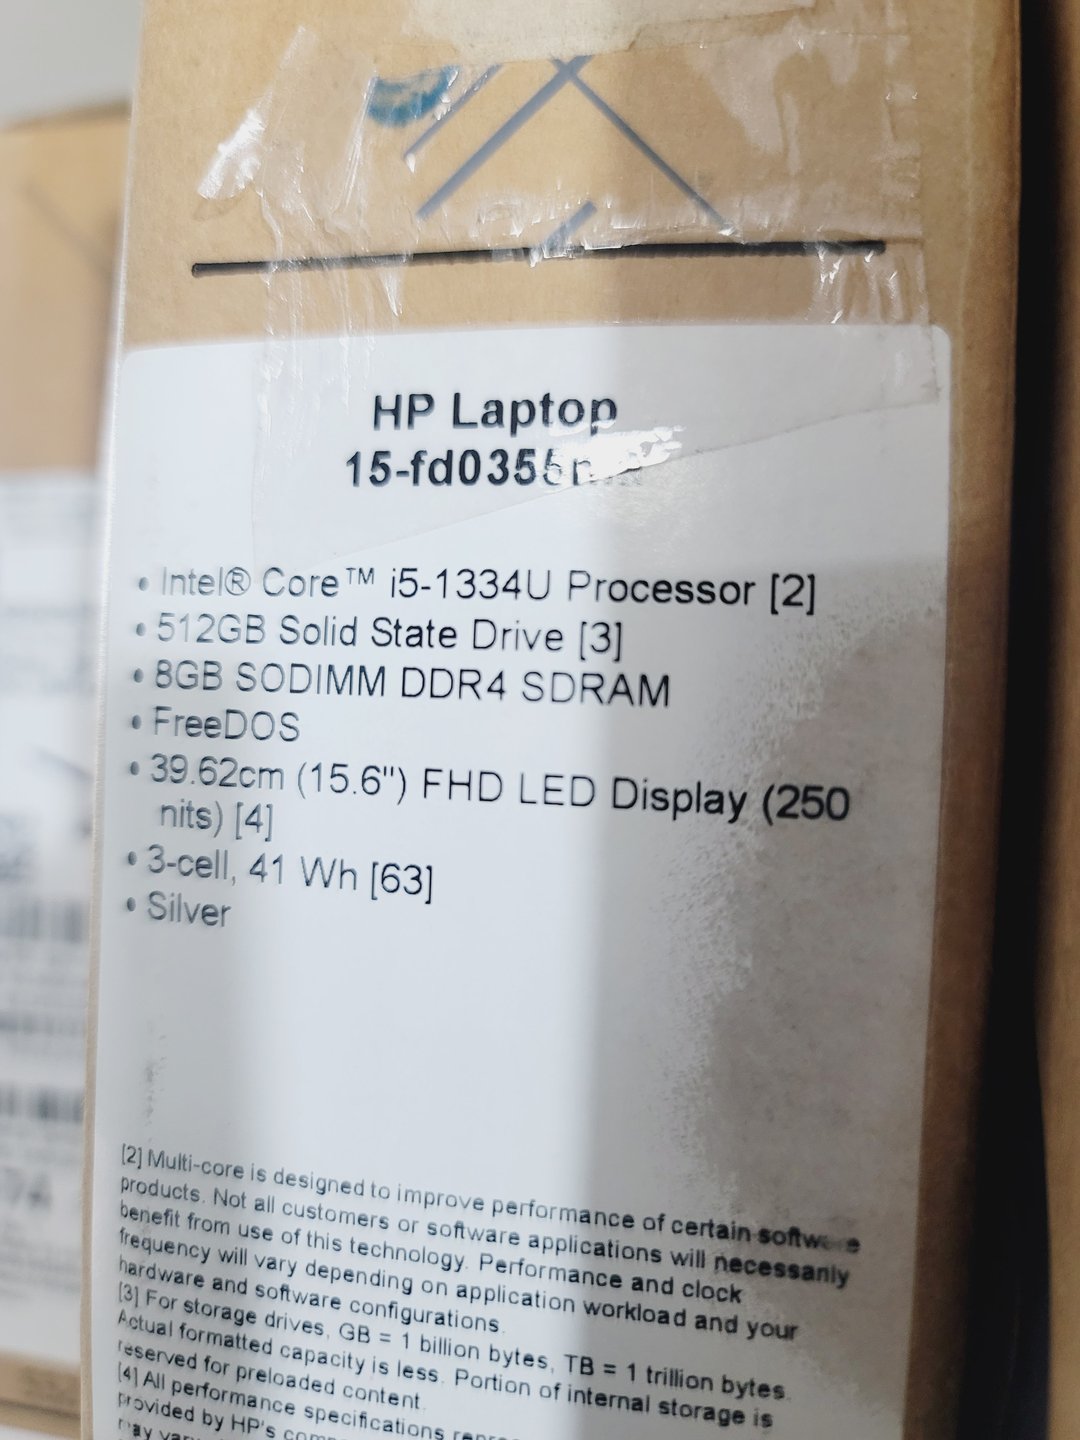 HP Laptop
• Intel® Core™ i5-1334U Processor [2]
• 512GB Solid State Drive [3]
• 8GB SODIMM DDR4 SDRAM
• FreeDOS
• 39.62cm (15.6") FHD LED Display (250
nits) [4]
• 3-cell, 41 Wh [63]
• Silver
[2] Multi-core is designed to improve performance of certain software
products. Not all customers or software applications will necessarily
benefit from use of this technology. Performance and clock
frequency will vary depending on application workload and your
hardware and software configurations.
[3] For storage drives, GB = 1 billion bytes, TB = 1 trillion bytes.
Actual formatted capacity is less. Portion of internal storage is
reserved for preloaded content.
[4] All performance specifications
provided by HP's
may